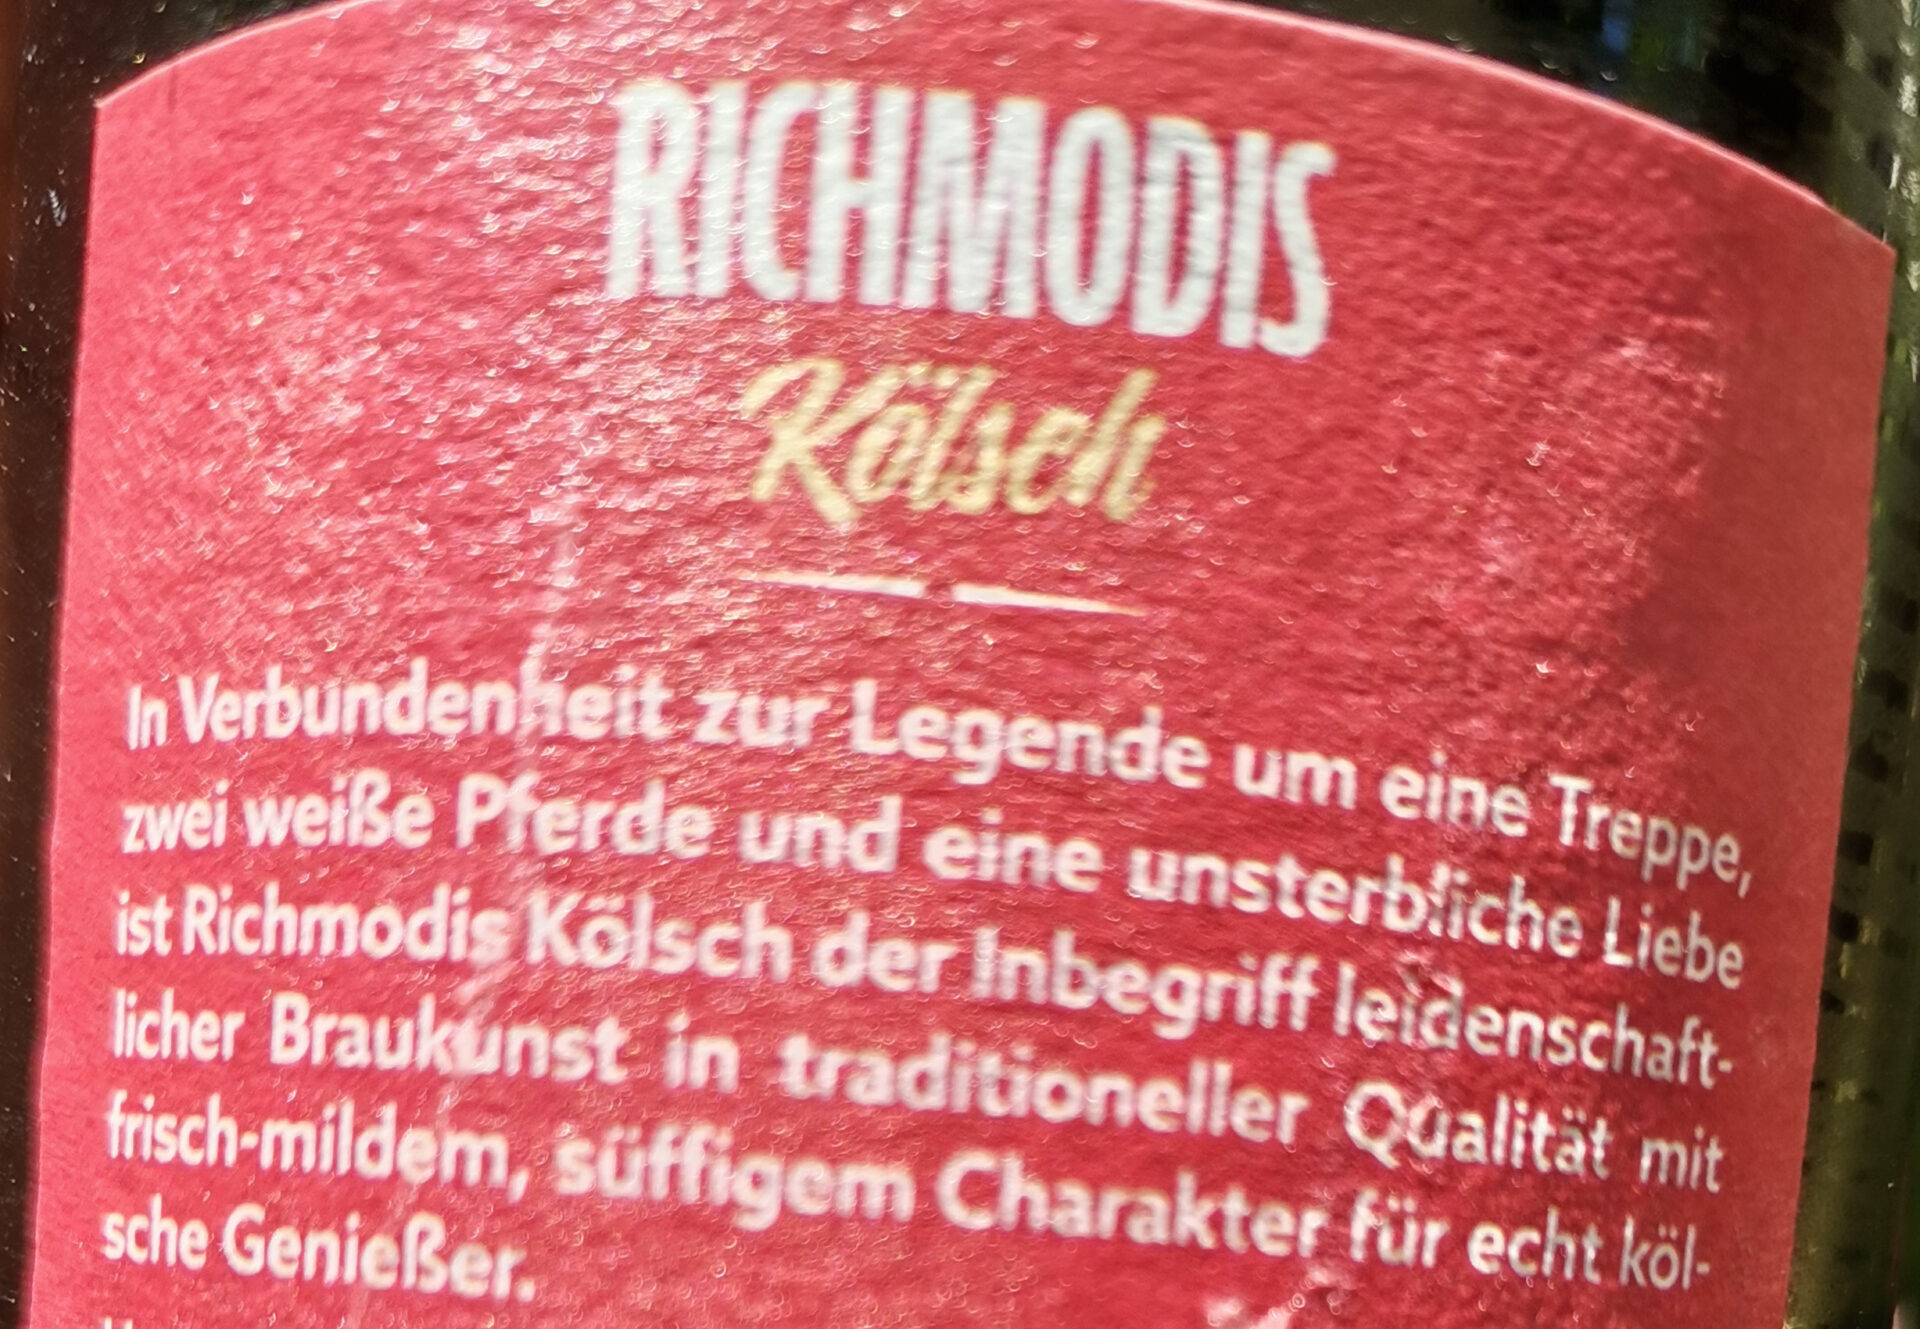 RICHMODIS
Kölsch
In Verbundenheit zur Legende um eine Treppe,
zwei weiße Pferde und eine unsterbliche Liebe
ist Richmodis Kölsch der Inbegriff leidenschaft-
licher Braukunst in traditioneller Qualität mit
frisch-mildem, süffigem Charakter für echt köl-
sche Genießer.